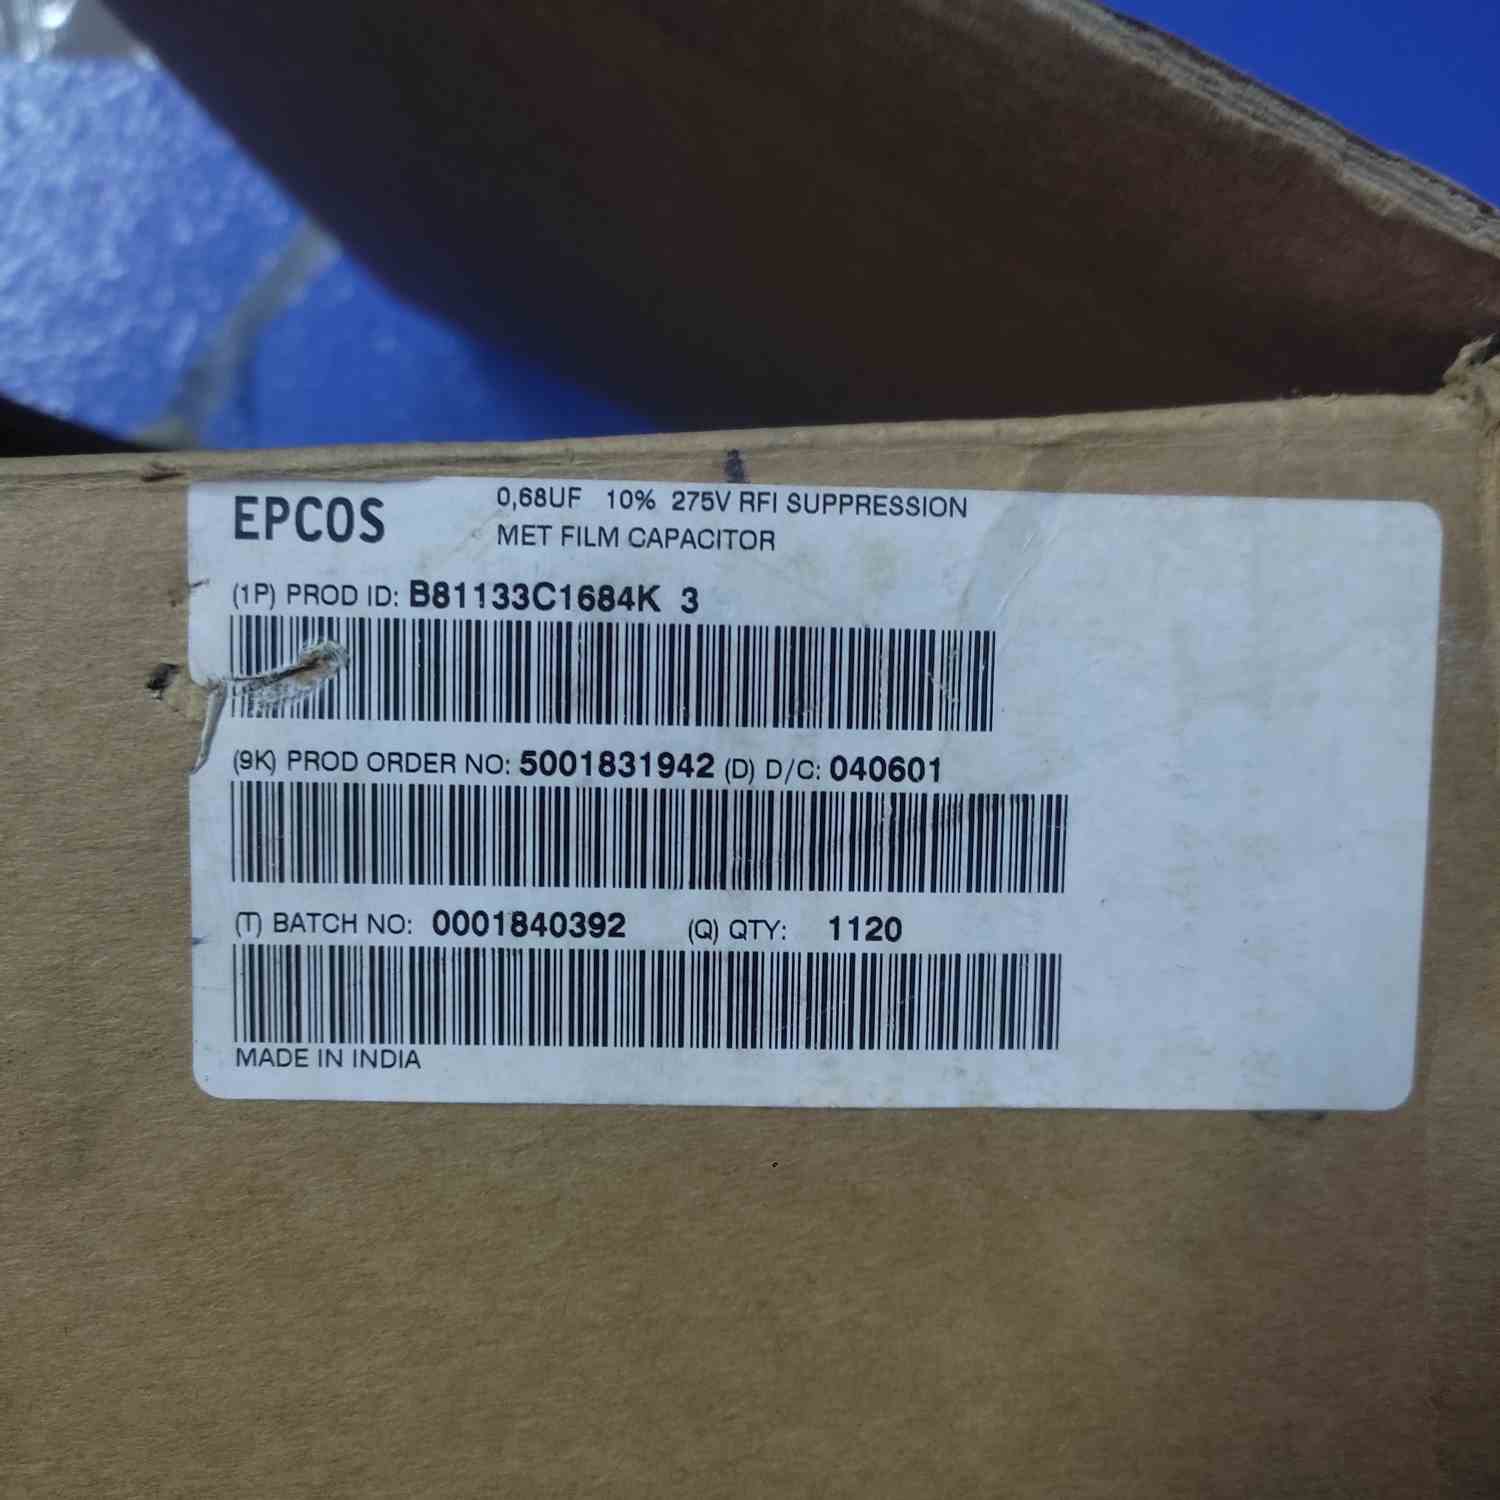 EPCOS
0,68UF 10% 275V RFI SUPPRESSION
MET FILM CAPACITOR
(1P) PROD ID: B81133C1684K 3
(9K) PROD ORDER NO: 5001831942 (D) D/C: 040601
(T) BATCH NO: 0001840392 (Q) QTY: 1120
MADE IN INDIA